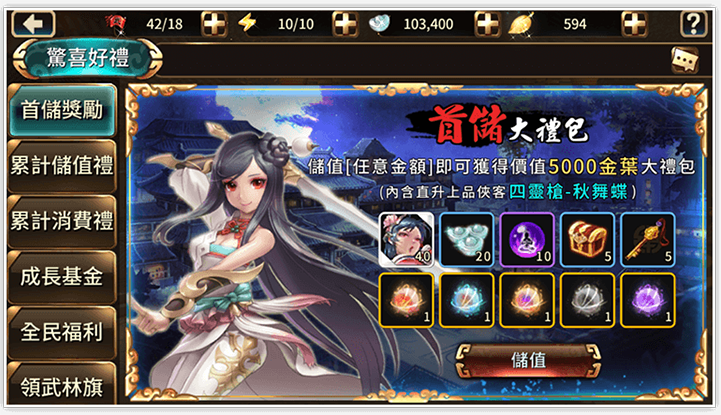 42/18
10/10
103,400
594
?
驚喜好禮
首儲獎勵
累計儲值禮
累計消費禮
成長基金
全民福利
領武林旗
首儲大禮包
儲值[任意金額]即可獲得價值5000金葉大禮包
(內含直升上品俠客 四靈槍-秋舞蝶)
40 20 10 5 5
1 1 1 1 1
儲值